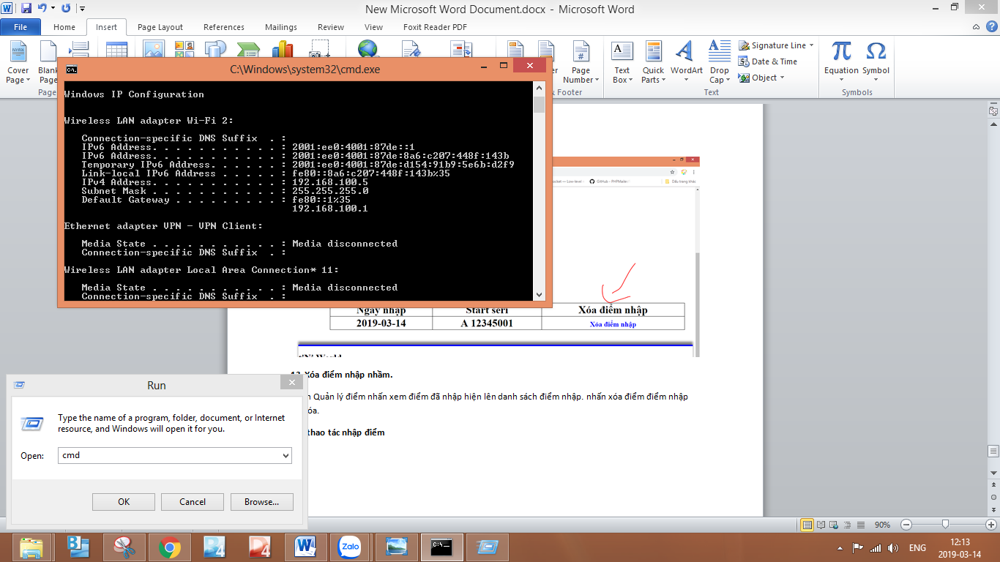 New Microsoft Word Document.docx - Microsoft Word
File Home Insert Page Layout References Mailings Review View Foxit Reader PDF
Cover Page
Blank
Page Number
Text Box
Quick Parts
WordArt
Drop Cap
Signature Line
Date & Time
Object
Equation
Symbol
& Footer
Text
Symbols
C:\Windows\system32\cmd.exe
Windows IP Configuration
Wireless LAN adapter Wi-Fi 2:
Connection-specific DNS Suffix . :
IPv6 Address. . . . . . . . . . . : 2001:ee0:4001:87de::1
IPv6 Address. . . . . . . . . . . : 2001:ee0:4001:87de:8a6:c207:448f:143b
Temporary IPv6 Address. . . . . . : 2001:ee0:4001:87de:d154:91b9:5e6b:d2f9
Link-local IPv6 Address . . . . . : fe80::8a6:c207:448f:143b%35
IPv4 Address. . . . . . . . . . . : 192.168.100.5
Subnet Mask . . . . . . . . . . . : 255.255.255.0
Default Gateway . . . . . . . . . : fe80::1%35
192.168.100.1
Ethernet adapter VPN - VPN Client:
Media State . . . . . . . . . . . : Media disconnected
Connection-specific DNS Suffix . :
Wireless LAN adapter Local Area Connection* 11:
Media State . . . . . . . . . . . : Media disconnected
Connection-specific DNS Suffix . :
GitHub - PHPMailer
Dấu trang khác
Ngày nhập Start seri Xóa điểm nhập
2019-03-14 A 12345001 Xóa điểm nhập
Xóa điểm nhập nhầm.
Quản lý điểm nhấn xem điểm đã nhập hiện lên danh sách điểm nhập. nhấn xóa điểm điểm nhập
thao tác nhập điểm
Run
Type the name of a program, folder, document, or Internet
resource, and Windows will open it for you.
Open: cmd
OK Cancel Browse...
90%
Zalo
C:\._
ENG
12:13
2019-03-14